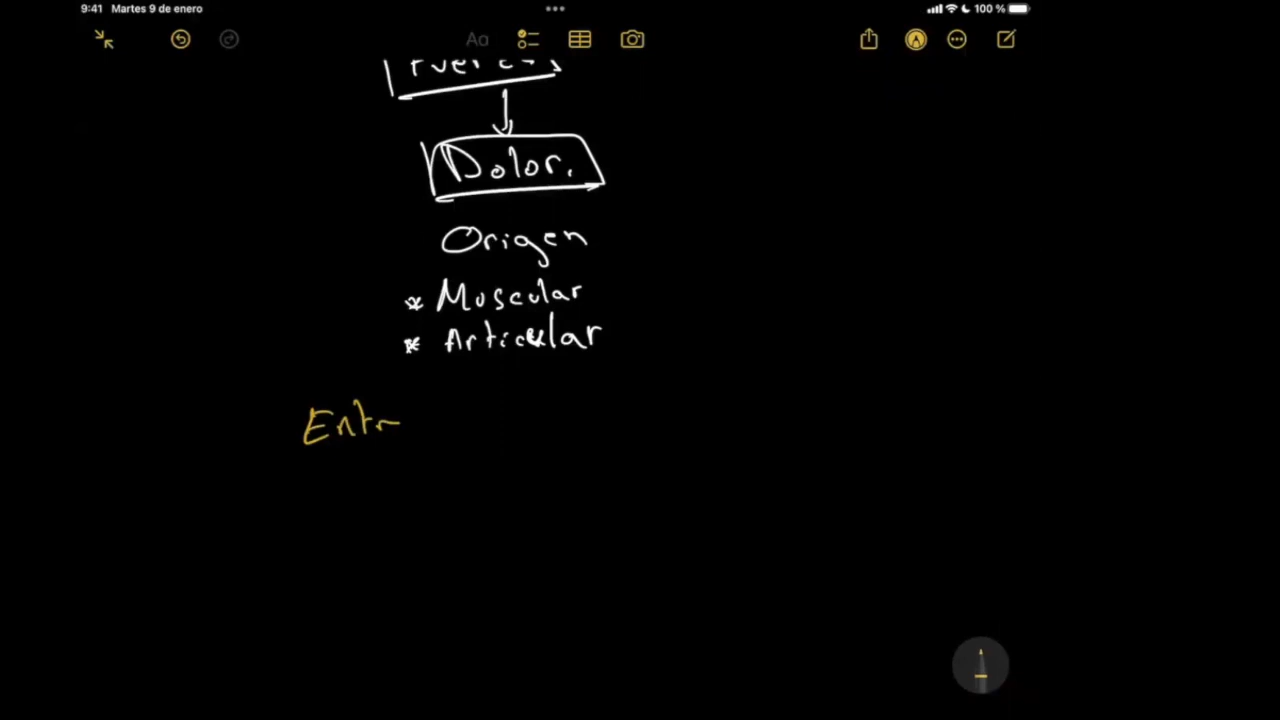 9:41 Martes 9 de enero
100 %
Aa
Dolor.
Origen
* Muscular
* Articular
Entr